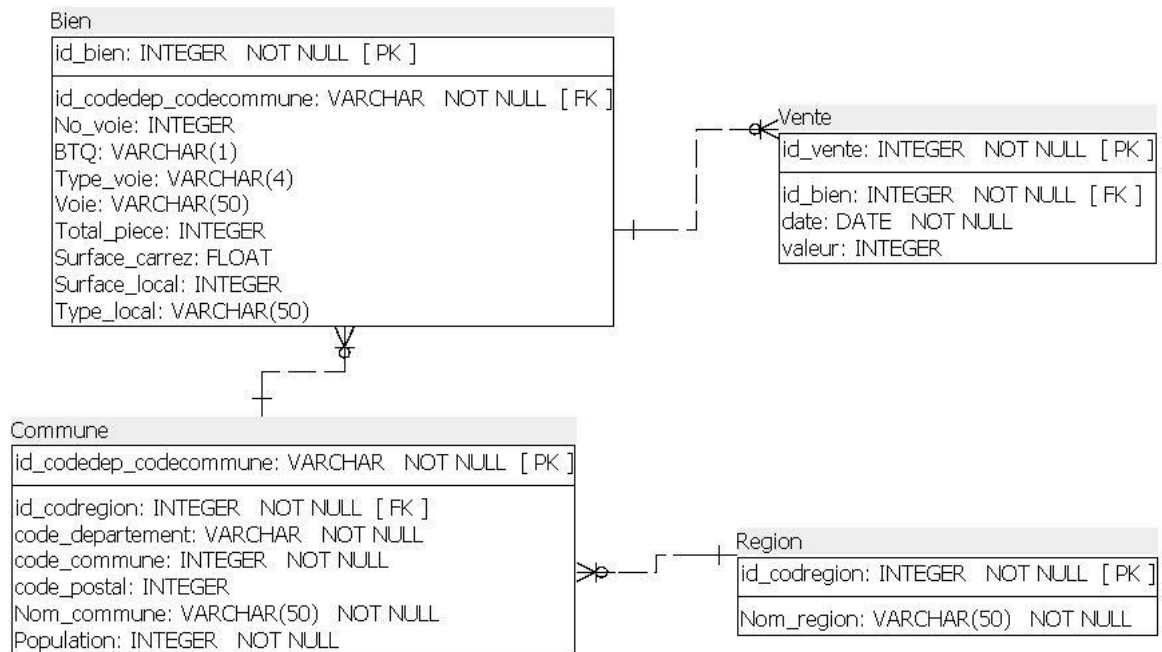 Bien
id_bien: INTEGER NOT NULL [ PK ]
id_codedep_codecommune: VARCHAR NOT NULL [ FK ]
No_voie: INTEGER
BTQ: VARCHAR(1)
Type_voie: VARCHAR(4)
Voie: VARCHAR(50)
Total_piece: INTEGER
Surface_carrez: FLOAT
Surface_local: INTEGER
Type_local: VARCHAR(50)
Vente
id_vente: INTEGER NOT NULL [ PK ]
id_bien: INTEGER NOT NULL [ FK ]
date: DATE NOT NULL
valeur: INTEGER
Commune
id_codedep_codecommune: VARCHAR NOT NULL [ PK ]
id_codregion: INTEGER NOT NULL [ FK ]
code_departement: VARCHAR NOT NULL
code_commune: INTEGER NOT NULL
code_postal: INTEGER
Nom_commune: VARCHAR(50) NOT NULL
Population: INTEGER NOT NULL
Region
id_codregion: INTEGER NOT NULL [ PK ]
Nom_region: VARCHAR(50) NOT NULL